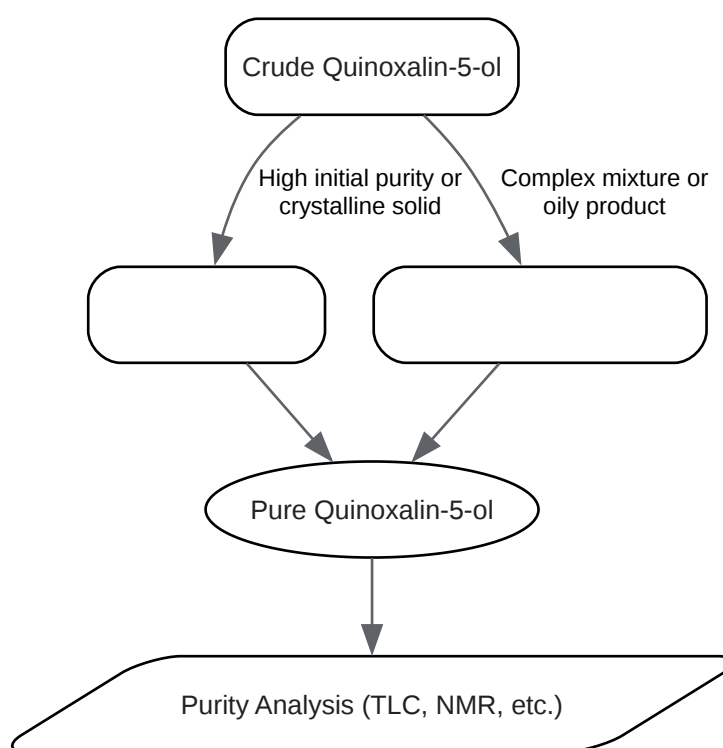 Crude Quinoxalin-5-ol
High initial purity or
crystalline solid
Complex mixture or
oily product
Pure Quinoxalin-5-ol
Purity Analysis (TLC, NMR, etc.)